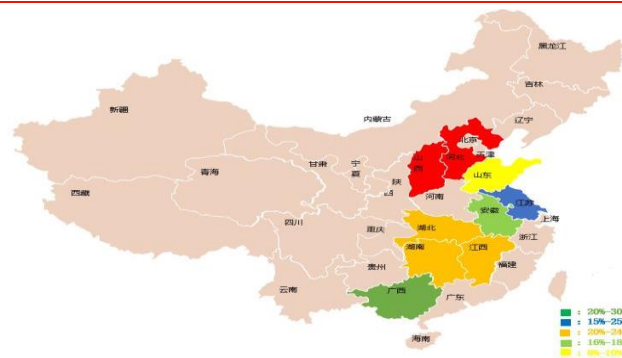 黑龙江
吉林
辽宁
新疆
内蒙古
北京
天津
甘肃
宁
夏
山
西
河北
山东
青海
陕
西
河南
西藏
江苏
安徽
上海
四川
重庆
湖北
浙江
湖南
江西
贵州
福建
云南
广西
广东
海南
: 20%-30
: 15%-25
: 20%-24
: 16%-18
: 8%-10%